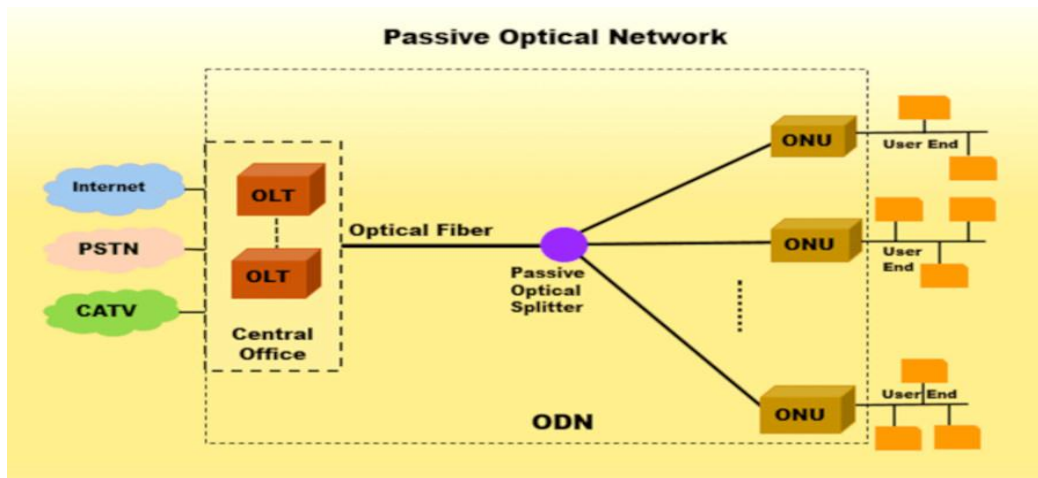 Passive Optical Network
Internet
PSTN
CATV
OLT
OLT
Central
Office
Optical Fiber
Passive
Optical
Splitter
ONU
User End
ONU
User
End
ONU
User End
ODN